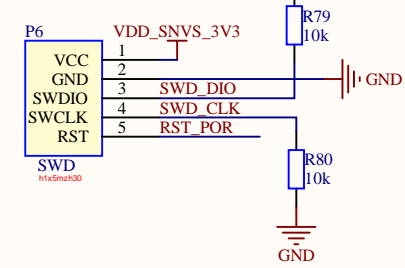 R79
10k
P6
VDD_SNVS_3V3
VCC
1
GND
2
GND
SWDIO
3
SWD_DIO
SWCLK
4
SWD_CLK
RST
5
RST_POR
R80
10k
SWD
h1x5mzh30
GND